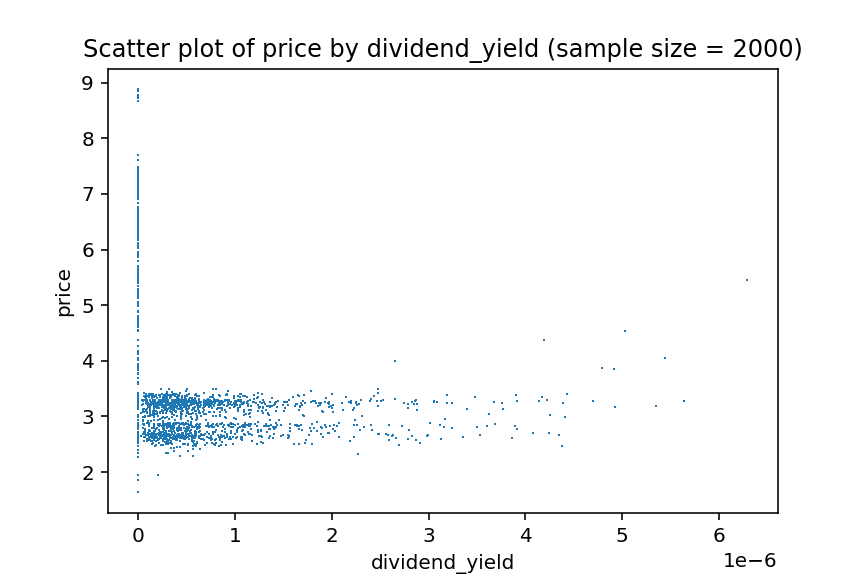 Scatter plot of price by dividend_yield (sample size = 2000)
9
8
7
6
5
4
3
2
price
0 1 2 3 4 5 6
1e−6
dividend_yield